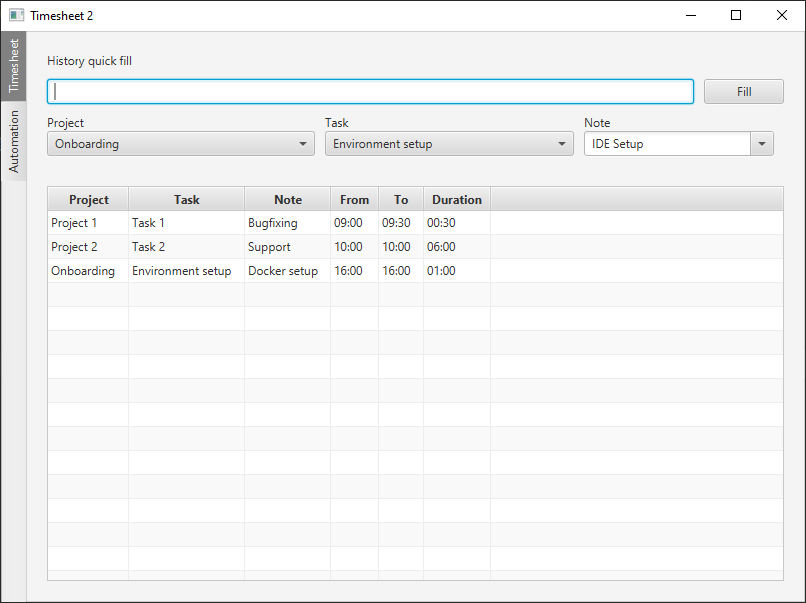 Timesheet 2
Timesheet
Automation
History quick fill
Fill
Project Task Note
Onboarding Environment setup IDE Setup
Project Task Note From To Duration
Project 1 Task 1 Bugfixing 09:00 09:30 00:30
Project 2 Task 2 Support 10:00 10:00 06:00
Onboarding Environment setup Docker setup 16:00 16:00 01:00